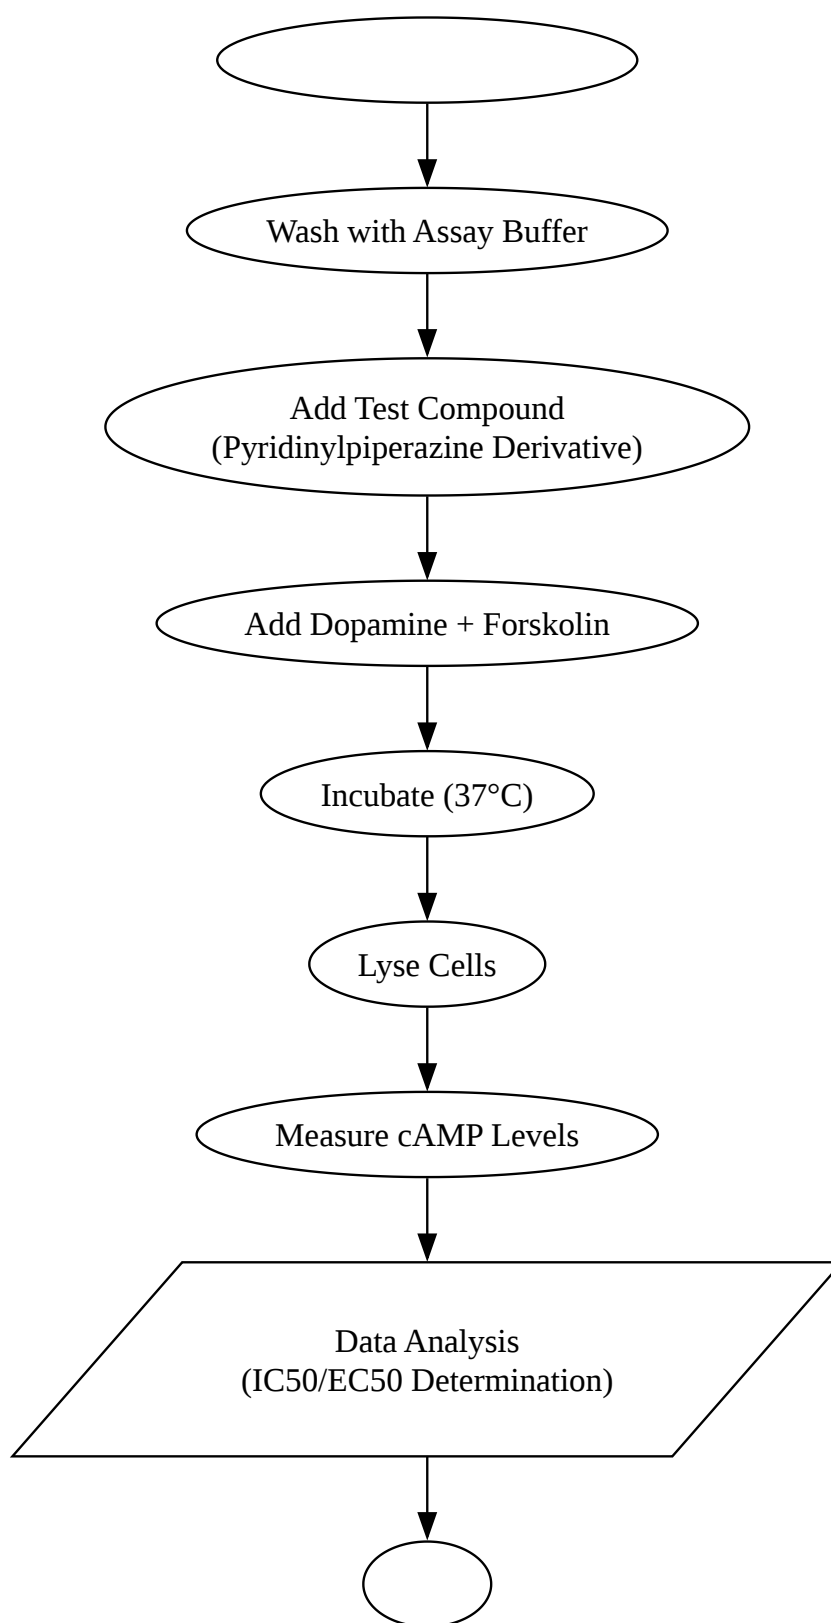 Wash with Assay Buffer
Add Test Compound
(Pyridinylpiperazine Derivative)
Add Dopamine + Forskolin
Incubate (37°C)
Lyse Cells
Measure cAMP Levels
Data Analysis
(IC50/EC50 Determination)